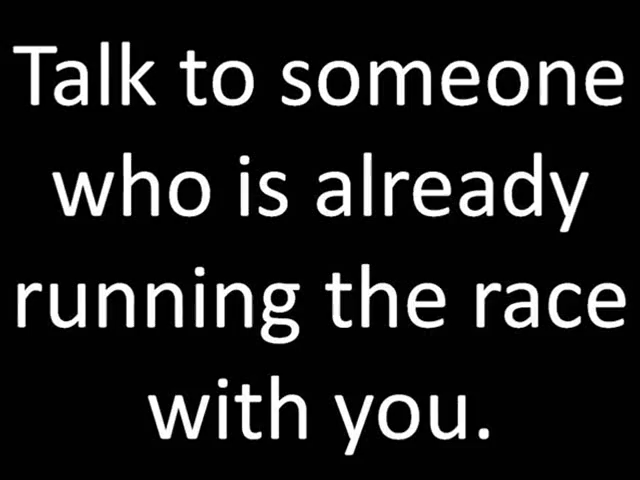 Talk to someone
who is already
running the race
with you.